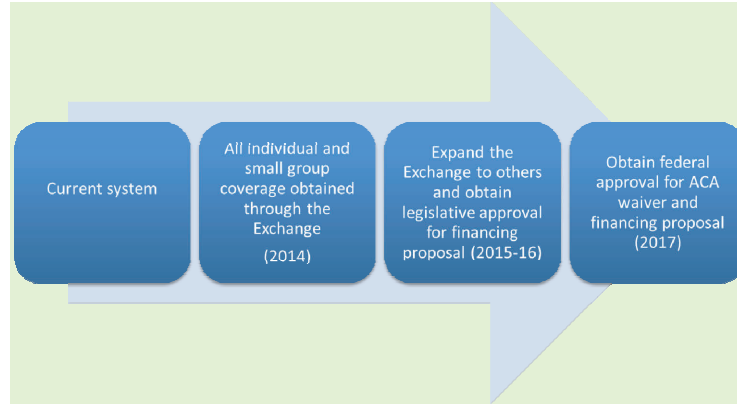 Current system
All individual and
small group
coverage obtained
through the
Exchange
(2014)
Expand the
Exchange to others
and obtain
legislative approval
for financing
proposal (2015-16)
Obtain federal
approval for ACA
waiver and
financing proposal
(2017)